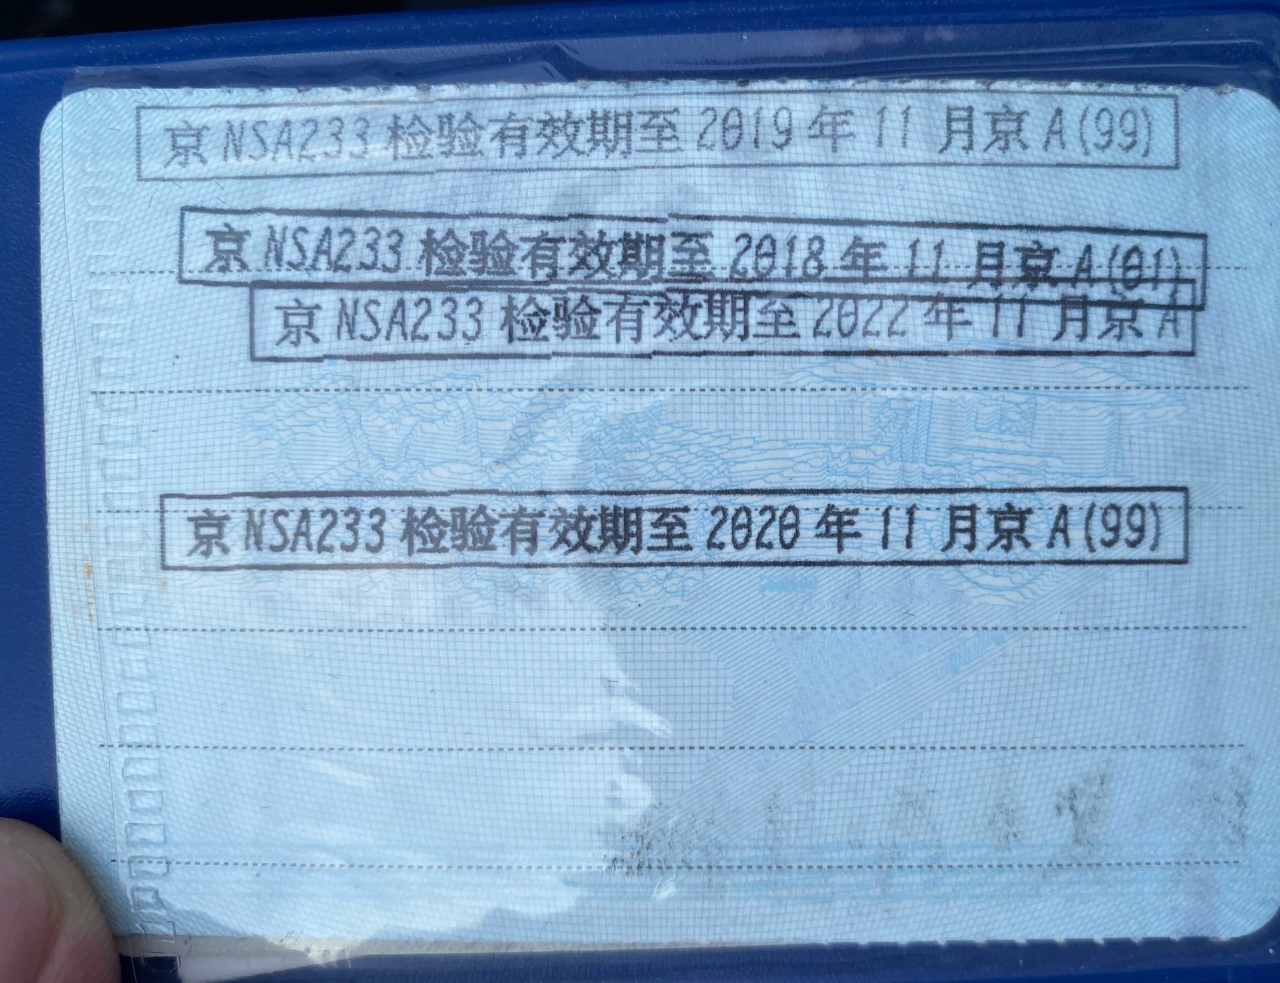 京 NSA233 检验有效期至 2019 年 11 月京 A(99)
京 NSA233 检验有效期至 2018 年 11 月京 A(01)
京 NSA233 检验有效期至 2022 年 11 月京 A
京 NSA233 检验有效期至 2020 年 11 月京 A(99)